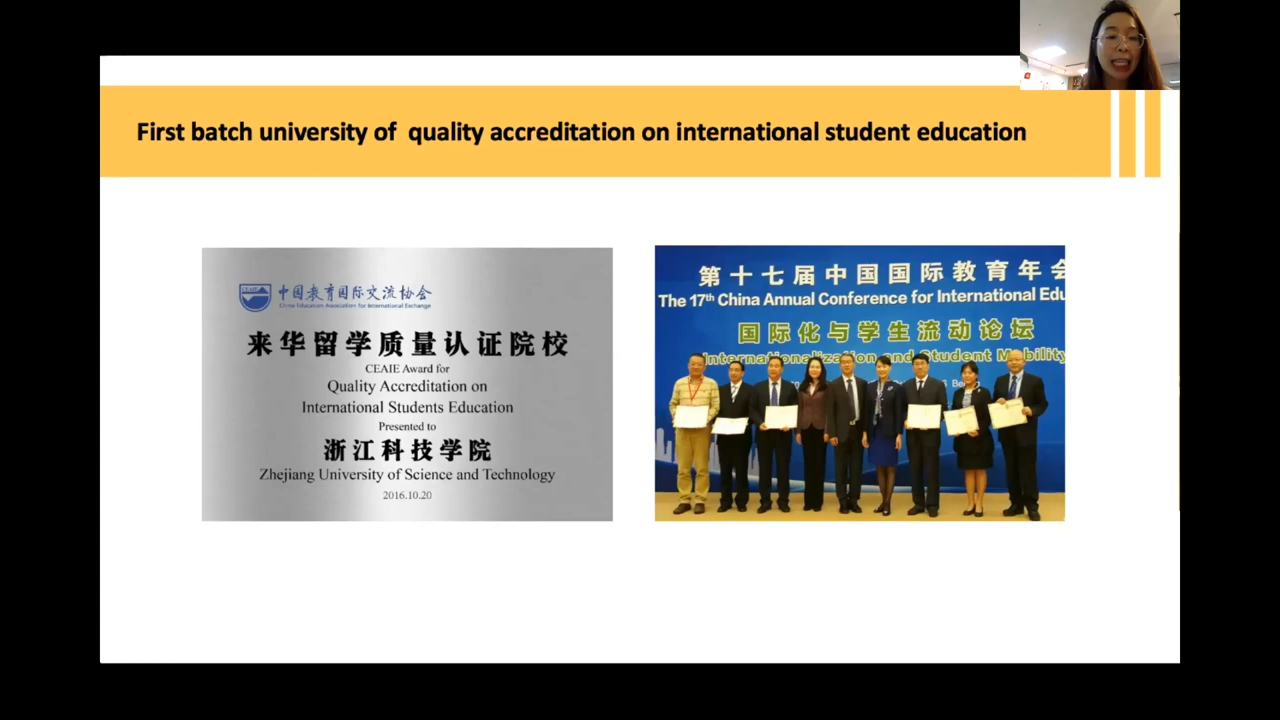 First batch university of  quality accreditation on international student education
中国教育国际交流协会
China Education Association for International Exchange
来华留学质量认证院校
CEAIE Award for
Quality Accreditation on
International Students Education
Presented to
浙江科技学院
Zhejiang University of Science and Technology
2016.10.20
第十七届中国国际教育年会
The 17th China Annual Conference for International Edu
国际化与学生流动论坛
Internationalization and Student Mobility